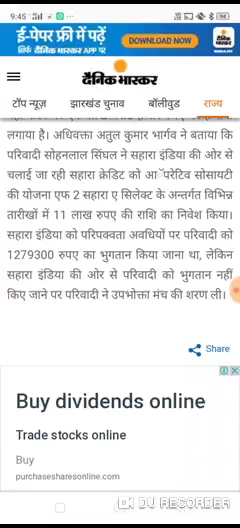 9:45
ई-पेपर फ्री में पढ़ें
सिर्फ दैनिक भास्कर APP पर
DOWNLOAD NOW
दैनिक भास्कर
टॉप न्यूज़ झारखंड चुनाव बॉलीवुड राज्य
लगाया है। अधिवक्ता अतुल कुमार भार्गव ने बताया कि
परिवादी सोहनलाल सिंघल ने सहारा इंडिया की ओर से
चलाई जा रही सहारा क्रेडिट को आॅपरेटिव सोसायटी
की योजना एफ 2 सहारा ए सिलेक्ट के अन्तर्गत विभिन्न
तारीखों में 11 लाख रुपए की राशि का निवेश किया।
सहारा इंडिया को परिपक्वता अवधियों पर परिवादी को
1279300 रुपए का भुगतान किया जाना था, लेकिन
सहारा इंडिया की ओर से परिवादी को भुगतान नहीं
किए जाने पर परिवादी ने उपभोक्ता मंच की शरण ली।
Share
Buy dividends online
Trade stocks online
Buy
purchasesharesonline.com
DU RECORDER